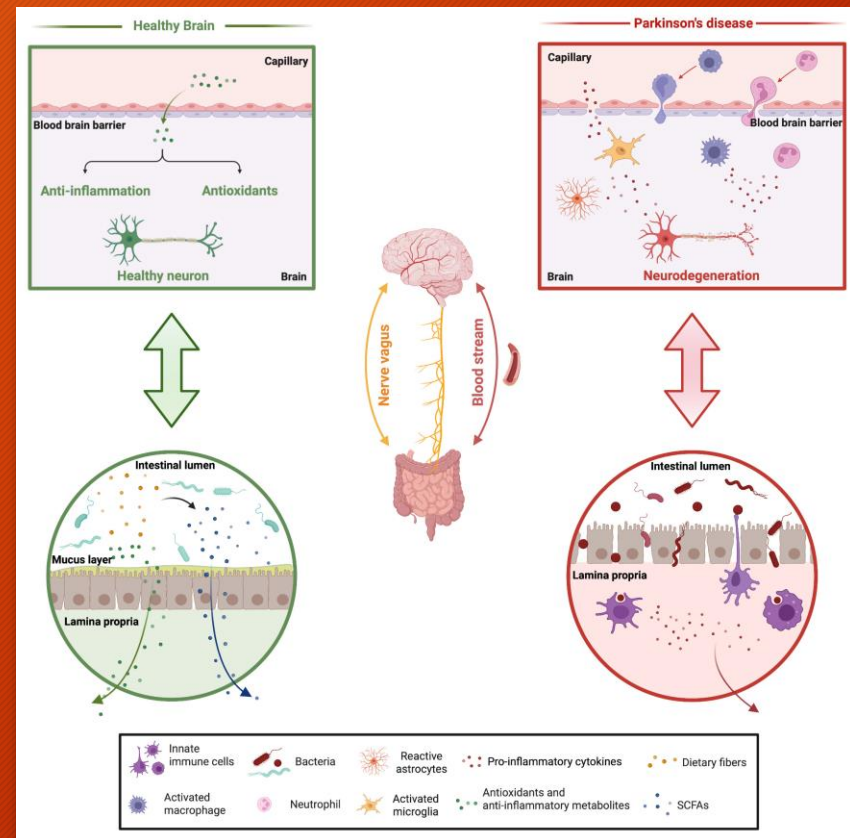 Healthy Brain
Capillary
Blood brain barrier
Anti-inflammation
Antioxidants
Healthy neuron
Brain
Parkinson's disease
Capillary
Blood brain barrier
Brain
Neurodegeneration
Nerve vagus
Blood stream
Intestinal lumen
Mucus layer
Lamina propria
Intestinal lumen
Lamina propria
Innate
immune cells
Bacteria
Reactive
astrocytes
Pro-inflammatory cytokines
Dietary fibers
Activated
macrophage
Neutrophil
Activated
microglia
Antioxidants and
anti-inflammatory metabolites
SCFAs